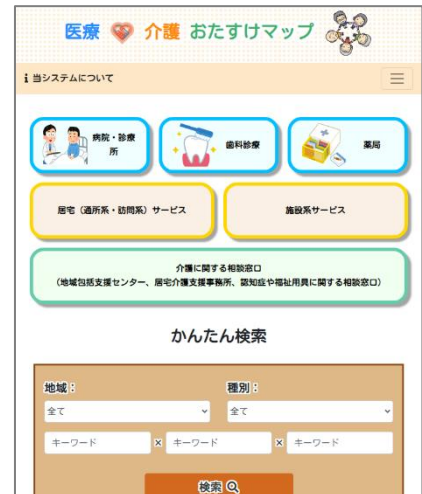 医療 介護 おたすけマップ
i 当システムについて
病院・診療所
歯科診療
薬局
居宅（通所系・訪問系）サービス
施設系サービス
介護に関する相談窓口
（地域包括支援センター、居宅介護支援事務所、認知症や福祉用具に関する相談窓口）
かんたん検索
地域： 種別：
全て 全て
キーワード × キーワード × キーワード
検索